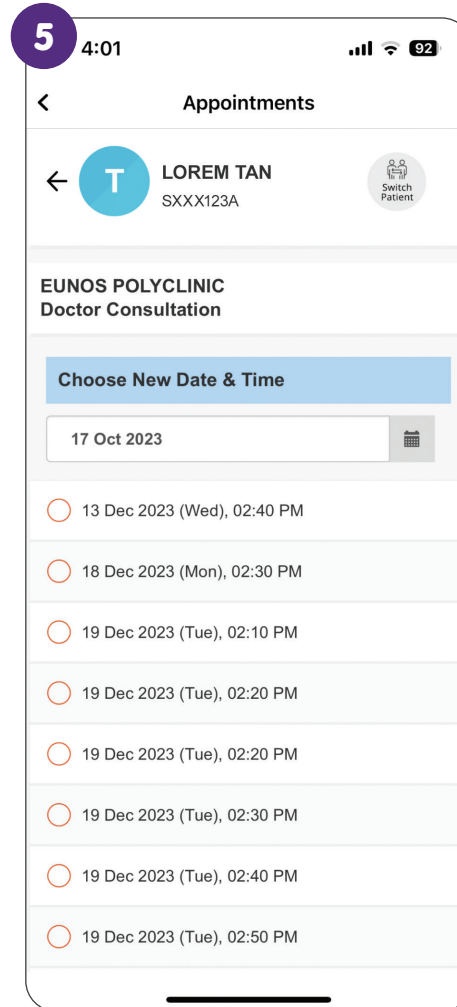 5
4:01
92
Appointments
T
LOREM TAN
SXXX123A
Switch
Patient
EUNOS POLYCLINIC
Doctor Consultation
Choose New Date & Time
17 Oct 2023
13 Dec 2023 (Wed), 02:40 PM
18 Dec 2023 (Mon), 02:30 PM
19 Dec 2023 (Tue), 02:10 PM
19 Dec 2023 (Tue), 02:20 PM
19 Dec 2023 (Tue), 02:20 PM
19 Dec 2023 (Tue), 02:30 PM
19 Dec 2023 (Tue), 02:40 PM
19 Dec 2023 (Tue), 02:50 PM